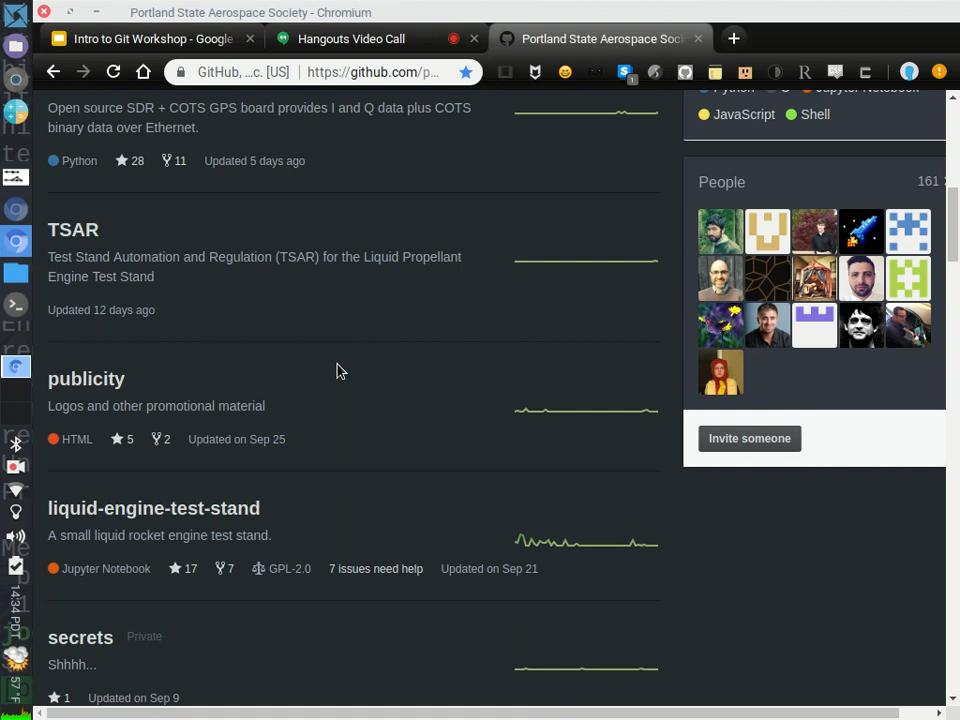 Portland State Aerospace Society - Chromium
Intro to Git Workshop - Google
Hangouts Video Call
Portland State Aerospace Soci
GitHub, ...c. [US]
https://github.com/p...
1
Open source SDR + COTS GPS board provides I and Q data plus COTS
binary data over Ethernet.
Python
28
11
Updated 5 days ago
TSAR
Test Stand Automation and Regulation (TSAR) for the Liquid Propellant
Engine Test Stand
Updated 12 days ago
publicity
Logos and other promotional material
HTML
5
2
Updated on Sep 25
liquid-engine-test-stand
A small liquid rocket engine test stand.
Jupyter Notebook
17
7
GPL-2.0
7 issues need help
Updated on Sep 21
secrets
Private
Shhhh...
1
Updated on Sep 9
JavaScript
Shell
People
161
Invite someone
14:34 PDT
57 °F